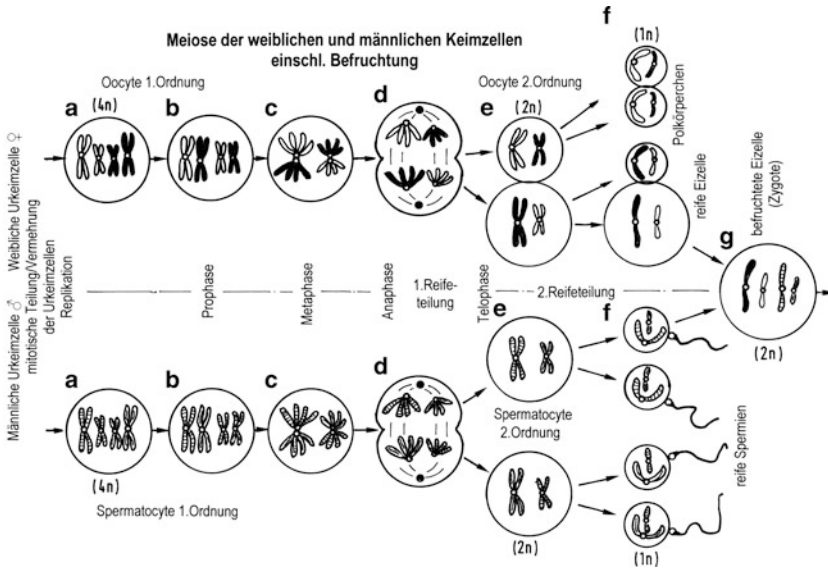 Meiose der weiblichen und männlichen Keimzellen
einschl. Befruchtung
Oocyte 1.Ordnung
a
(4n)
b
c
d
Oocyte 2.Ordnung
e
(2n)
f
(1n)
Polkörperchen
reife Eizelle
befruchtete Eizelle
(Zygote)
g
(2n)
Weibliche Urkeimzelle ♀
Männliche Urkeimzelle ♂
mitotische Teilung/Vermehrung
der Urkeimzellen
Replikation
Prophase
Metaphase
Anaphase
1.Reife-
teilung
Telophase
2.Reifeteilung
a
(4n)
b
c
d
e
f
Spermatocyte 1.Ordnung
Spermatocyte
2.Ordnung
(2n)
(1n)
reife Spermien